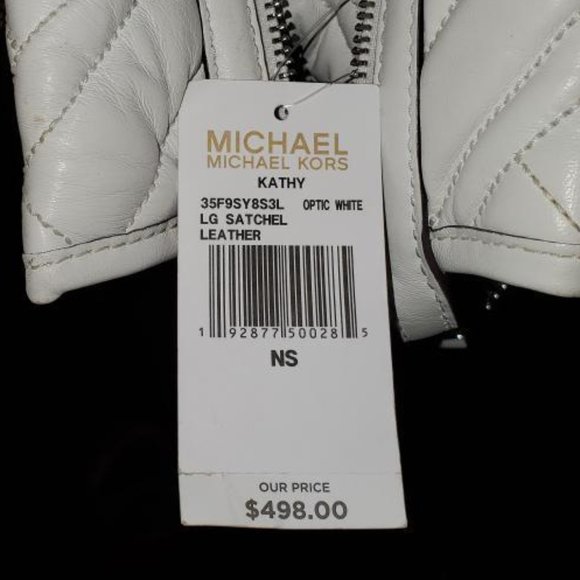 MICHAEL
MICHAEL KORS
KATHY
35F9SY8S3L OPTIC WHITE
LG SATCHEL
LEATHER
1 92877 50028 5
NS
OUR PRICE
$498.00